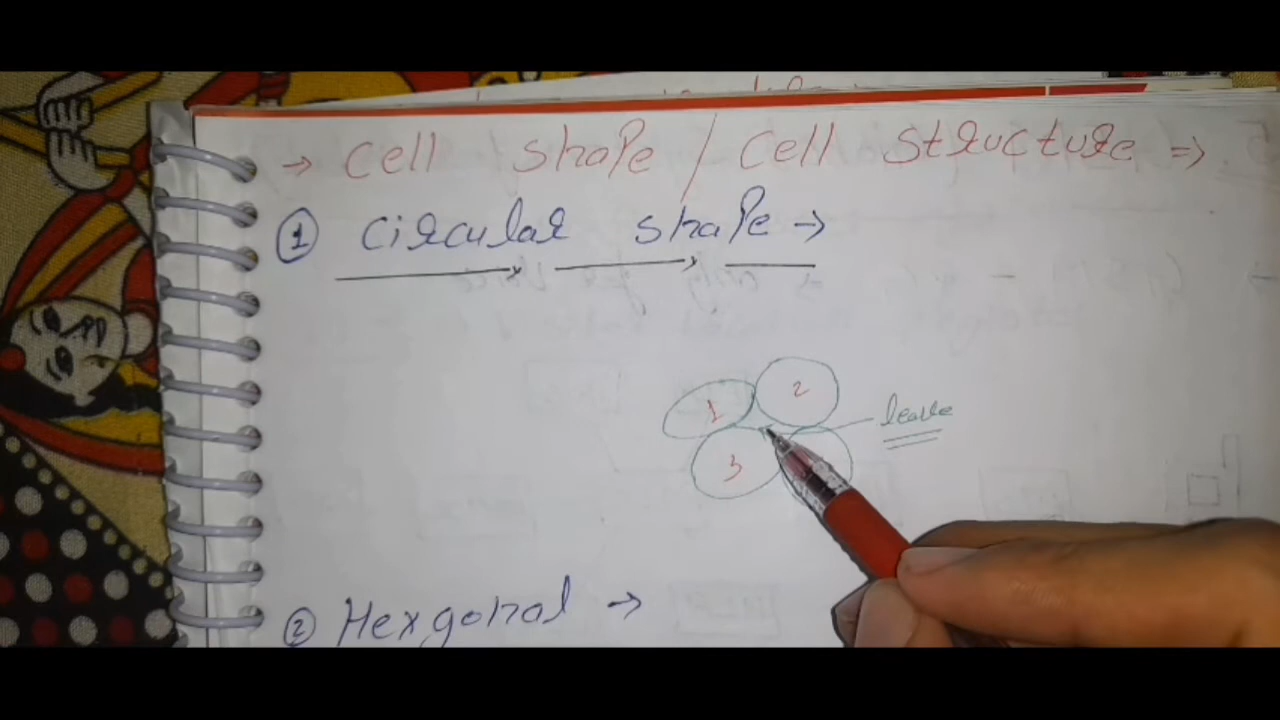 → Cell shape / Cell structure ⇒
① Circular shape →
1 2
leave
3
② Hexgonal →